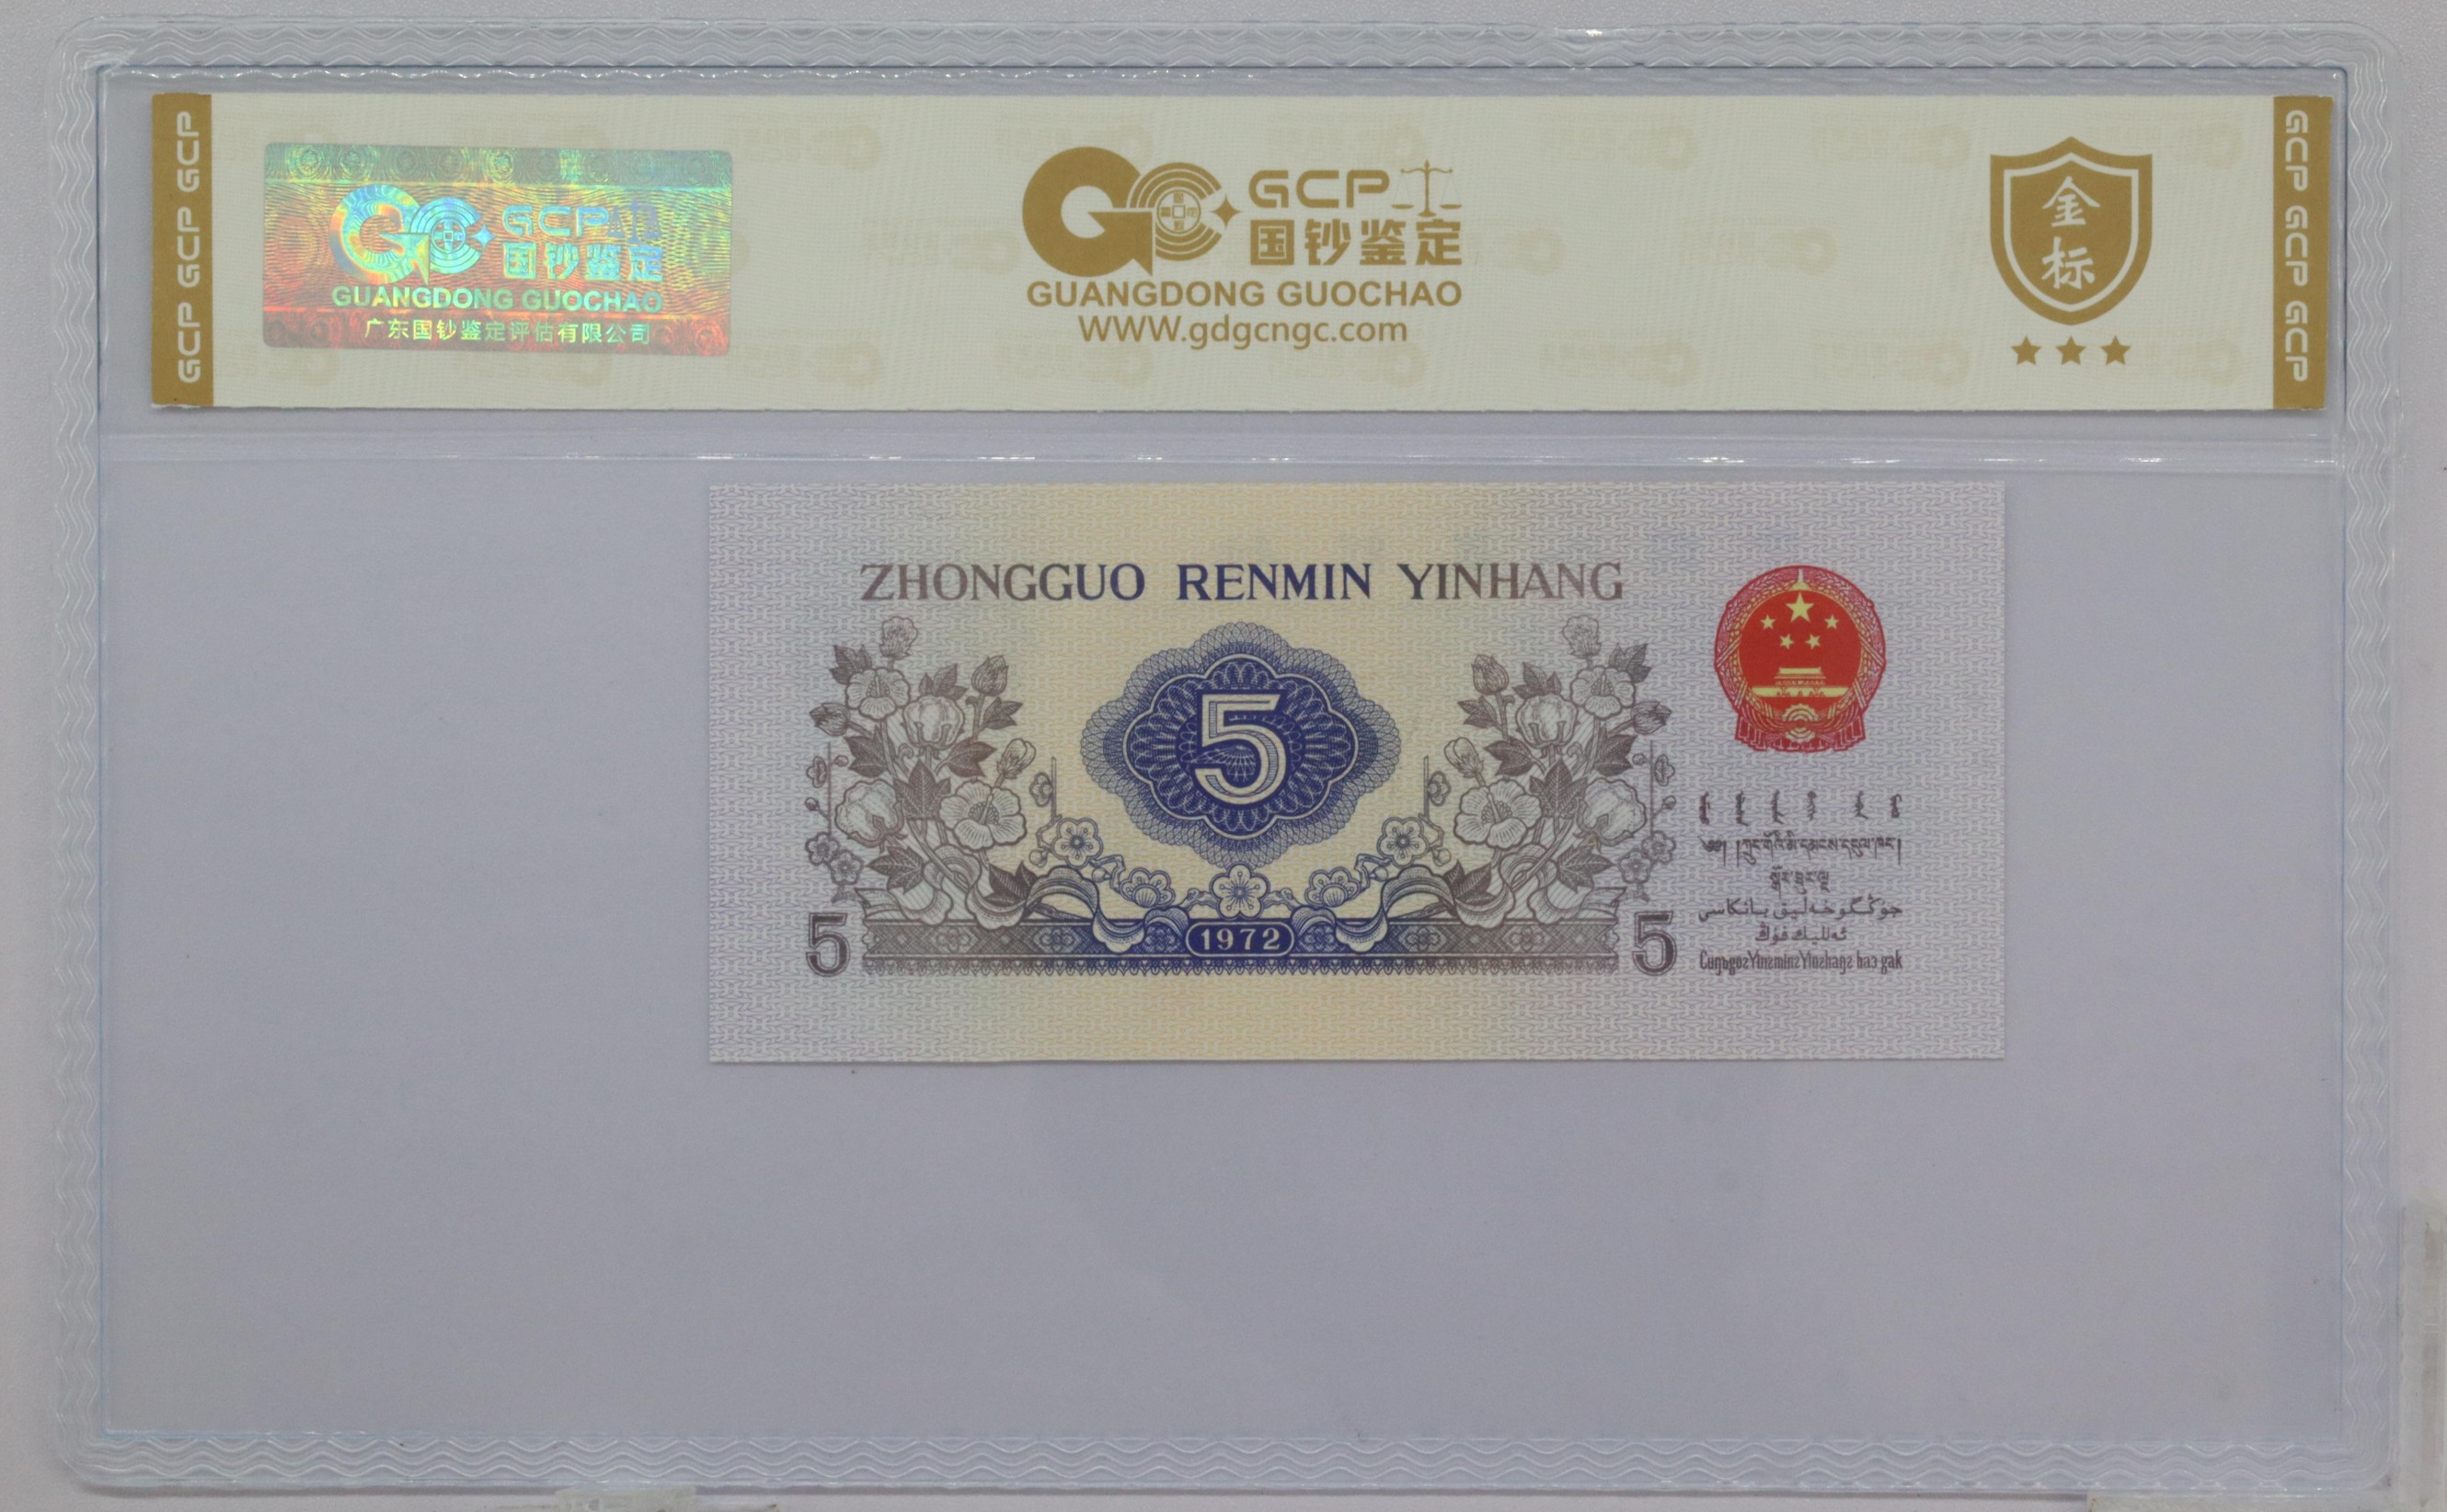 GCP GCP GCP
GCP
国钞鉴定
GUANGDONG GUOCHAO
广东国钞鉴定评估有限公司
GCP
国钞鉴定
GUANGDONG GUOCHAO
WWW.gdgcngc.com
金
标
GCP GCP GCP
ZHONGGUO RENMIN YINHANG
5
5
1972
5